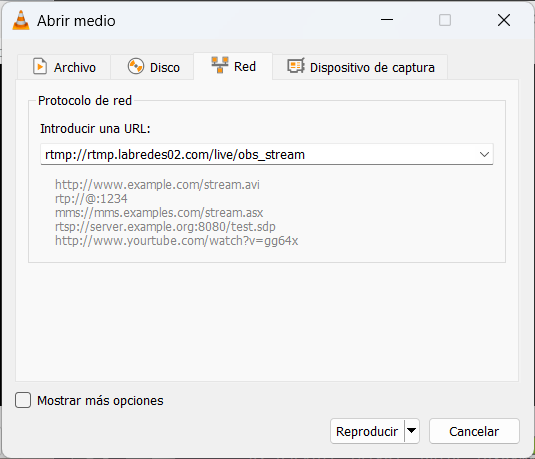 Abrir medio
Archivo
Disco
Red
Dispositivo de captura
Protocolo de red
Introducir una URL:
rtmp://rtmp.labredes02.com/live/obs_stream
http://www.example.com/stream.avi
rtp://@:1234
mms://mms.examples.com/stream.asx
rtsp://server.example.org:8080/test.sdp
http://www.yourtube.com/watch?v=gg64x
Mostrar más opciones
Reproducir
Cancelar